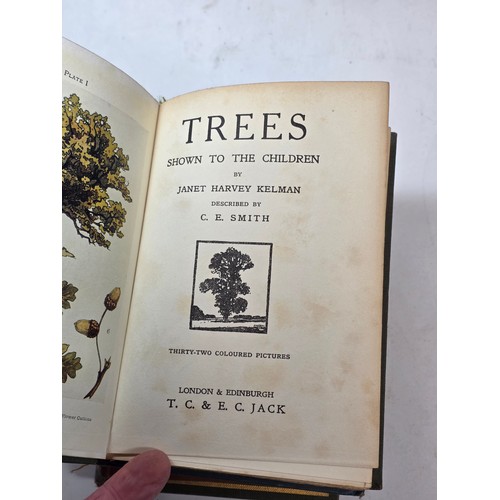 PLATE I
TREES
SHOWN TO THE CHILDREN
BY
JANET HARVEY KELMAN
DESCRIBED BY
C. E. SMITH
THIRTY-TWO COLOURED PICTURES
LONDON & EDINBURGH
T. C. & E. C. JACK